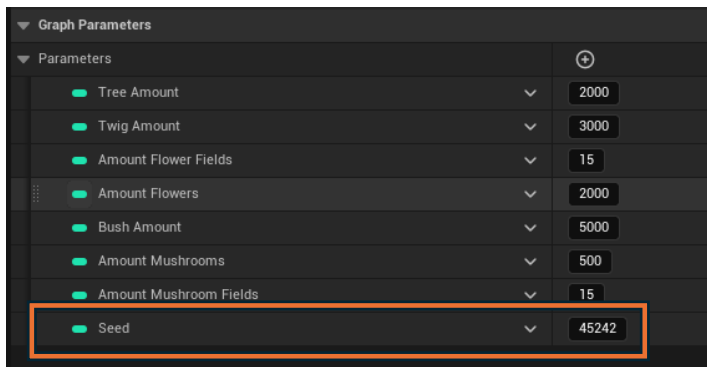 Graph Parameters
Parameters
Tree Amount 2000
Twig Amount 3000
Amount Flower Fields 15
Amount Flowers 2000
Bush Amount 5000
Amount Mushrooms 500
Amount Mushroom Fields 15
Seed 45242